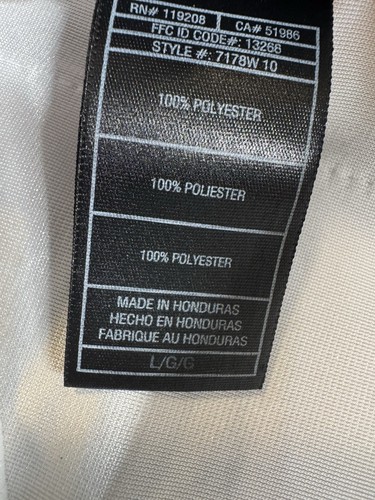 RN# 119208 CA# 51986
FFC ID CODE#: 13266
STYLE #: 7178W 10
100% POLYESTER
100% POLIESTER
100% POLYESTER
MADE IN HONDURAS
HECHO EN HONDURAS
FABRIQUE AU HONDURAS
L/G/G